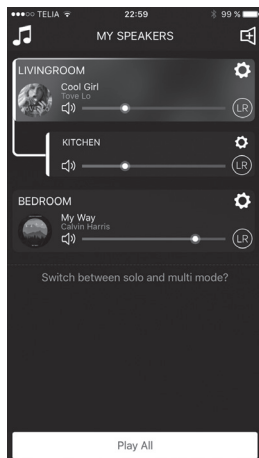 TELIA 22:59 99 %
MY SPEAKERS
LIVINGROOM
Cool Girl
Tove Lo
LR
KITCHEN
LR
BEDROOM
My Way
Calvin Harris
LR
Switch between solo and multi mode?
Play All